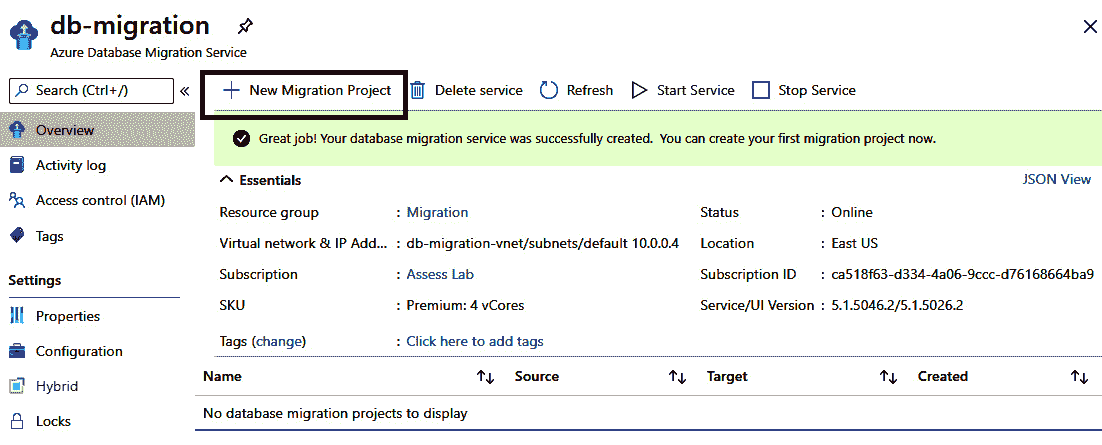 db-migration
Azure Database Migration Service
Search (Ctrl+/)
«
New Migration Project
Delete service
Refresh
Start Service
Stop Service
Overview
Activity log
Access control (IAM)
Tags
Settings
Properties
Configuration
Hybrid
Locks
Great job! Your database migration service was successfully created. You can create your first migration project now.
Essentials
JSON View
Resource group : Migration
Status : Online
Virtual network & IP Add... : db-migration-vnet/subnets/default 10.0.0.4
Location : East US
Subscription : Assess Lab
Subscription ID : ca518f63-d334-4a06-9ccc-d76168664ba9
SKU : Premium: 4 vCores
Service/UI Version : 5.1.5046.2/5.1.5026.2
Tags (change) : Click here to add tags
Name Source Target Created
No database migration projects to display